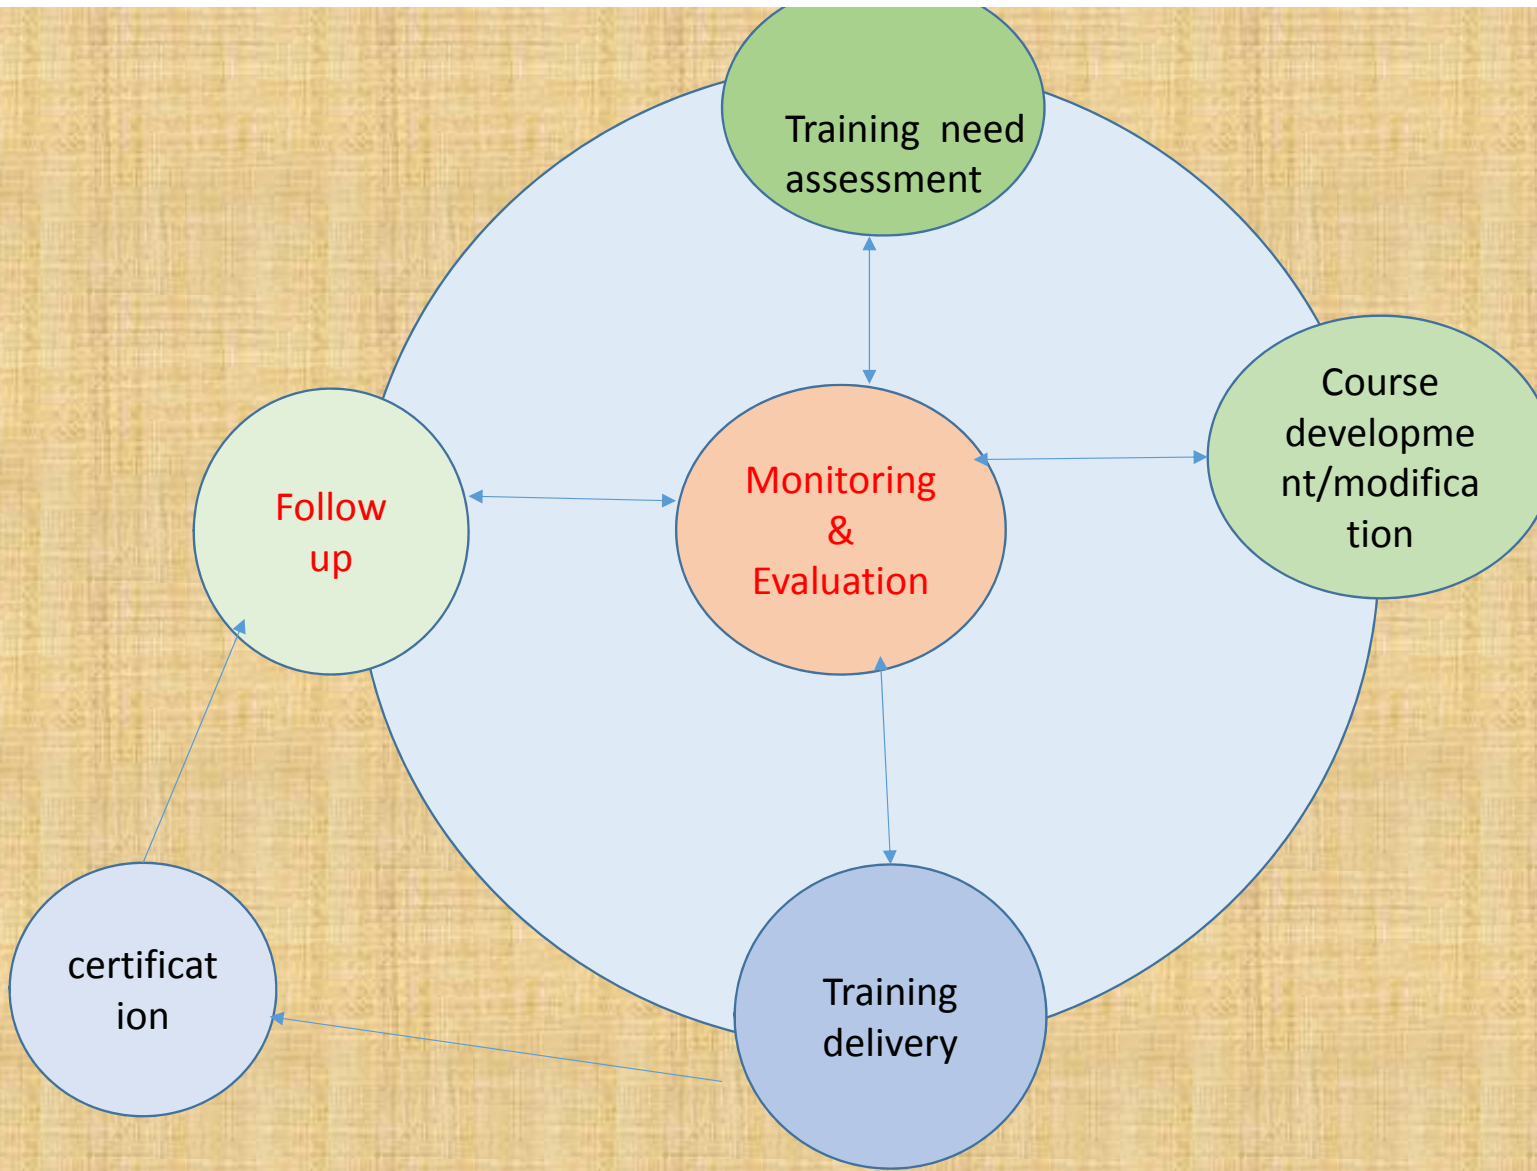 Training need
assessment
Course
developme
nt/modifica
tion
Monitoring
&
Evaluation
Follow
up
certificat
ion
Training
delivery